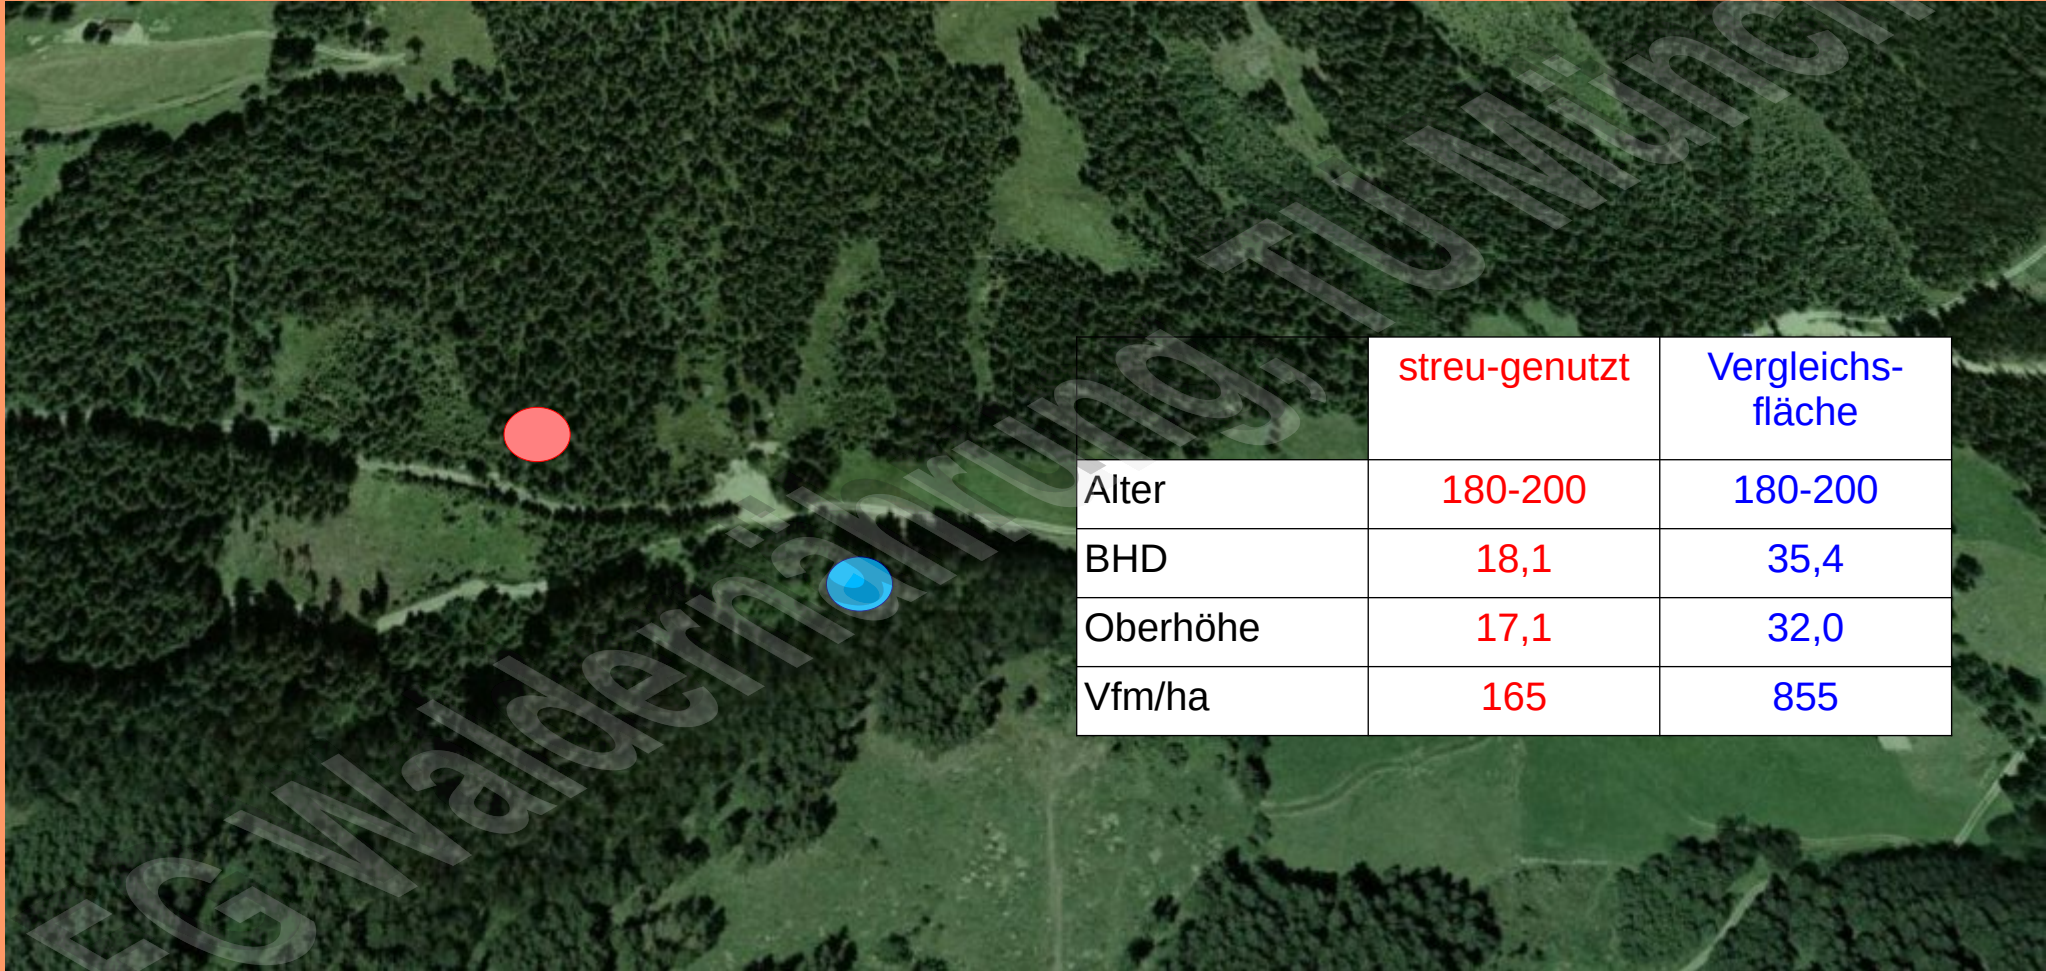 streu-genutzt
Vergleichs-
fläche
Alter 180-200 180-200
BHD 18,1 35,4
Oberhöhe 17,1 32,0
Vfm/ha 165 855
FG Waldernährung, TU Münch